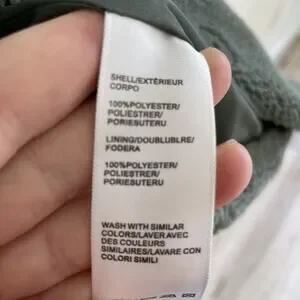 SHELL/EXTÉRIEUR
CORPO
100%POLYESTER/
POLIESTRER/
PORIESUTERU
LINING/DOUBLUBLRE/
FODERA
100%POLYESTER/
POLIESTRER/
PORIESUTERU
WASH WITH SIMILAR
COLORS/LAVER AVEC
DES COULEURS
SIMILAIRES/LAVARE CON
COLORI SIMILI